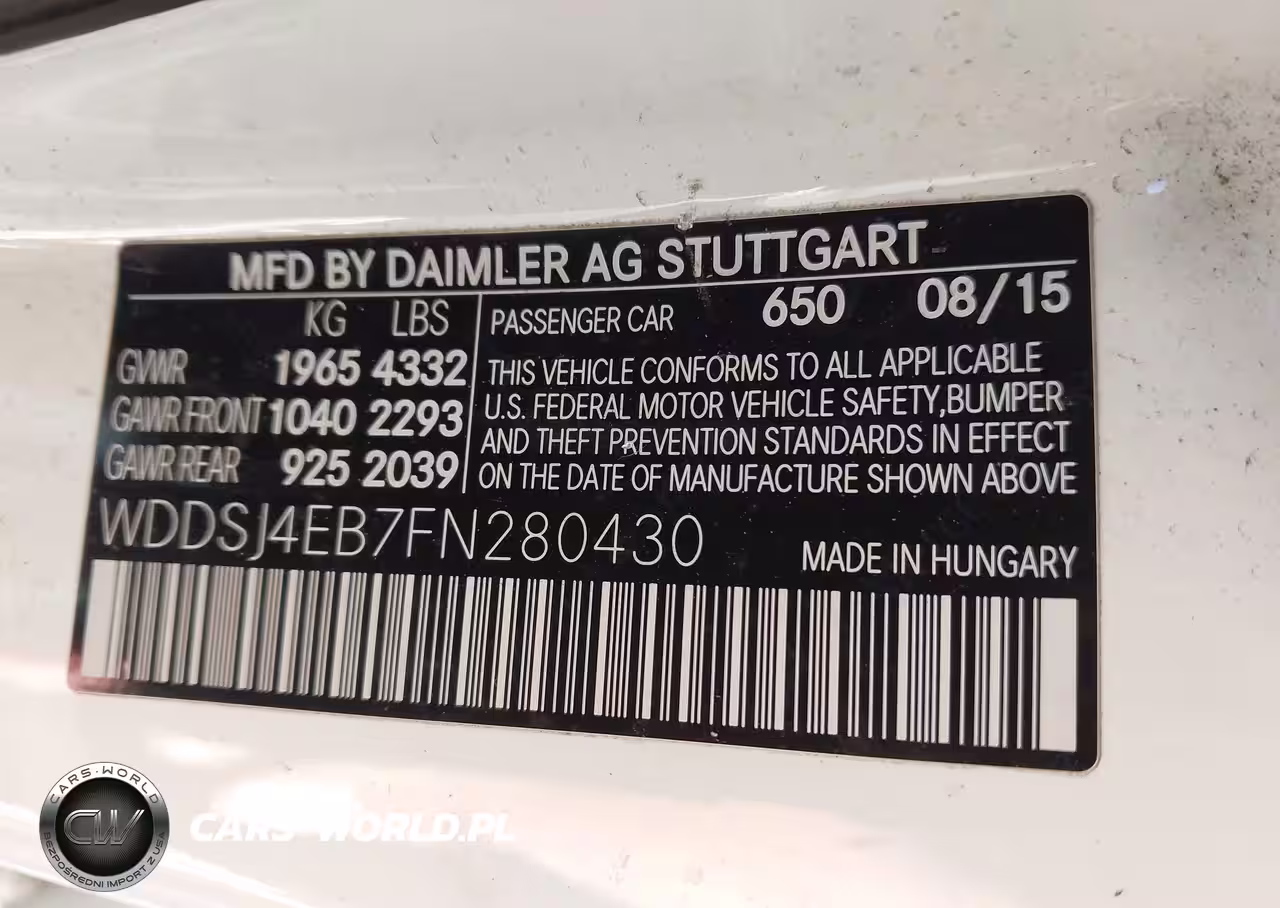 MFD BY DAIMLER AG STUTTGART
KG LBS
GVWR 1965 4332
GAWR FRONT 1040 2293
GAWR REAR 925 2039
PASSENGER CAR 650 08/15
THIS VEHICLE CONFORMS TO ALL APPLICABLE
U.S. FEDERAL MOTOR VEHICLE SAFETY,BUMPER
AND THEFT PREVENTION STANDARDS IN EFFECT
ON THE DATE OF MANUFACTURE SHOWN ABOVE
WDDSJ4EB7FN280430
MADE IN HUNGARY
CARS-WORLD
CW
BEZPOŚREDNI IMPORT Z USA
CARS-WORLD.PL